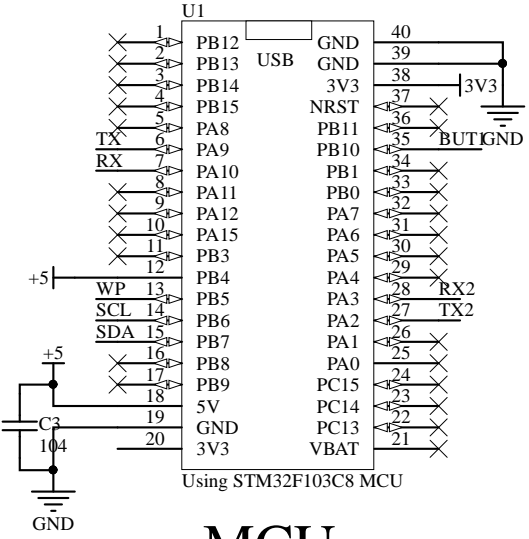 U1
USB
1 PB12 GND 40
2 PB13 GND 39
3 PB14 3V3 38 3V3
4 PB15 NRST 37
5 PA8 PB11 36
TX 6 PA9 PB10 35 BUT1 GND
RX 7 PA10 PB1 34
8 PA11 PB0 33
9 PA12 PA7 32
10 PA15 PA6 31
11 PB3 PA5 30
+5 12 PB4 PA4 29
WP 13 PB5 PA3 28 RX2
SCL 14 PB6 PA2 27 TX2
SDA 15 PB7 PA1 26
16 PB8 PA0 25
+5 17 PB9 PC15 24
18 5V PC14 23
C3 19 GND PC13 22
104 20 3V3 VBAT 21
Using STM32F103C8 MCU
GND
MCU